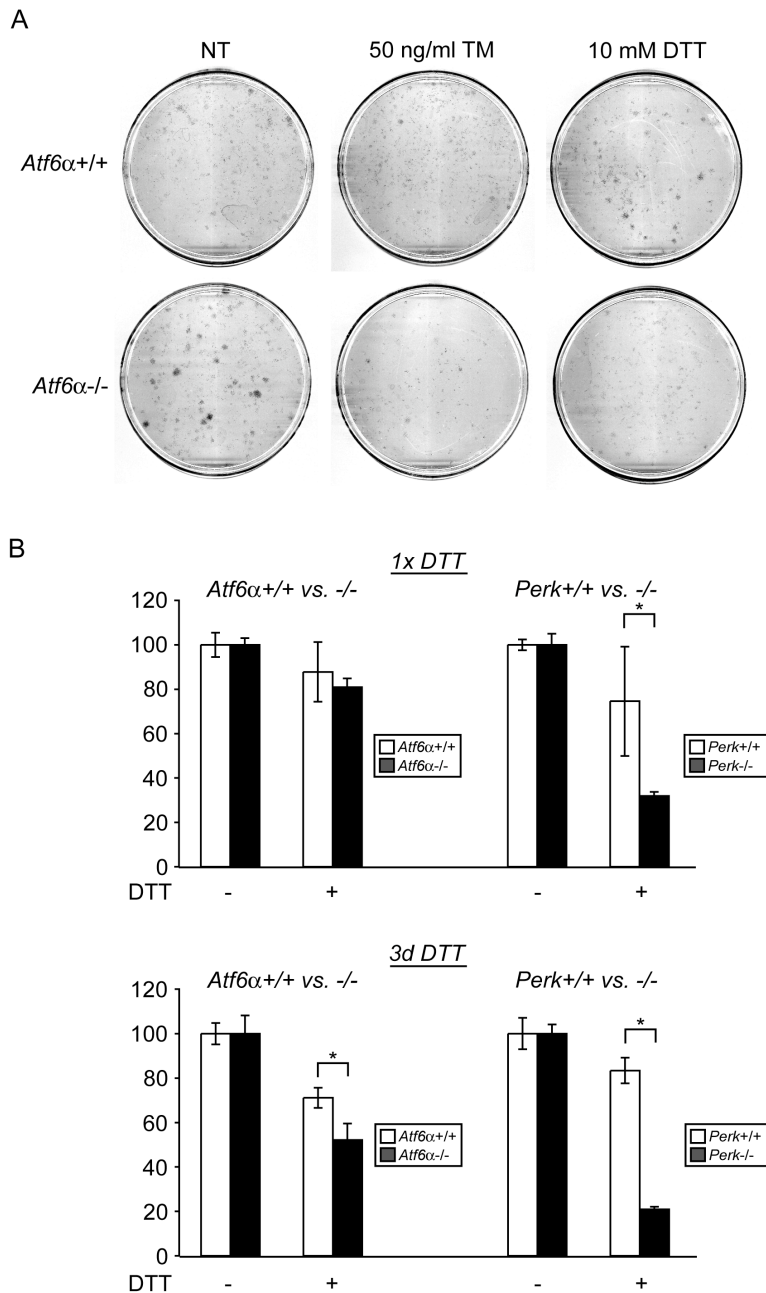 A
NT 50 ng/ml TM 10 mM DTT
Atf6α+/+
Atf6α-/-
B
1x DTT
Atf6α+/+ vs. -/- Perk+/+ vs. -/-
120
100
80
60
40
20
0
*
Atf6α+/+
Atf6α-/-
Perk+/+
Perk-/-
DTT - + - +
3d DTT
Atf6α+/+ vs. -/- Perk+/+ vs. -/-
120
100
80
60
40
20
0
* *
Atf6α+/+
Atf6α-/-
Perk+/+
Perk-/-
DTT - + - +